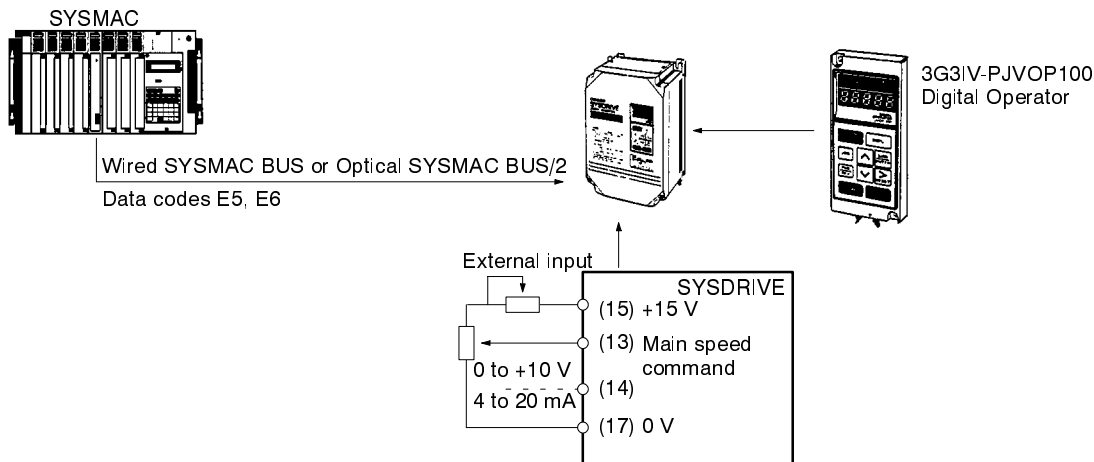 SYSMAC
3G3IV-PJVOP100
Digital Operator
Wired SYSMAC BUS or Optical SYSMAC BUS/2
Data codes E5, E6
External input
SYSDRIVE
(15) +15 V
(13) Main speed
command
0 to +10 V
(14)
4 to 20 mA
(17) 0 V